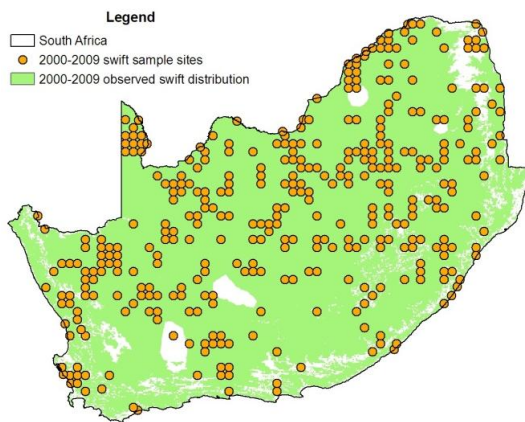 Legend
South Africa
2000-2009 swift sample sites
2000-2009 observed swift distribution